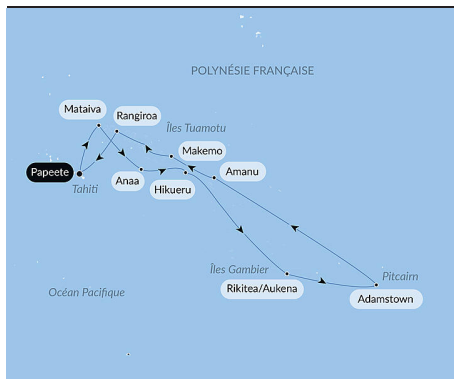 POLYNÉSIE FRANÇAISE
Mataiva
Rangiroa
Îles Tuamotu
Makemo
Papeete
Tahiti
Anaa
Hikueru
Amanu
Îles Gambier
Pitcairn
Rikitea/Aukena
Adamstown
Océan Pacifique